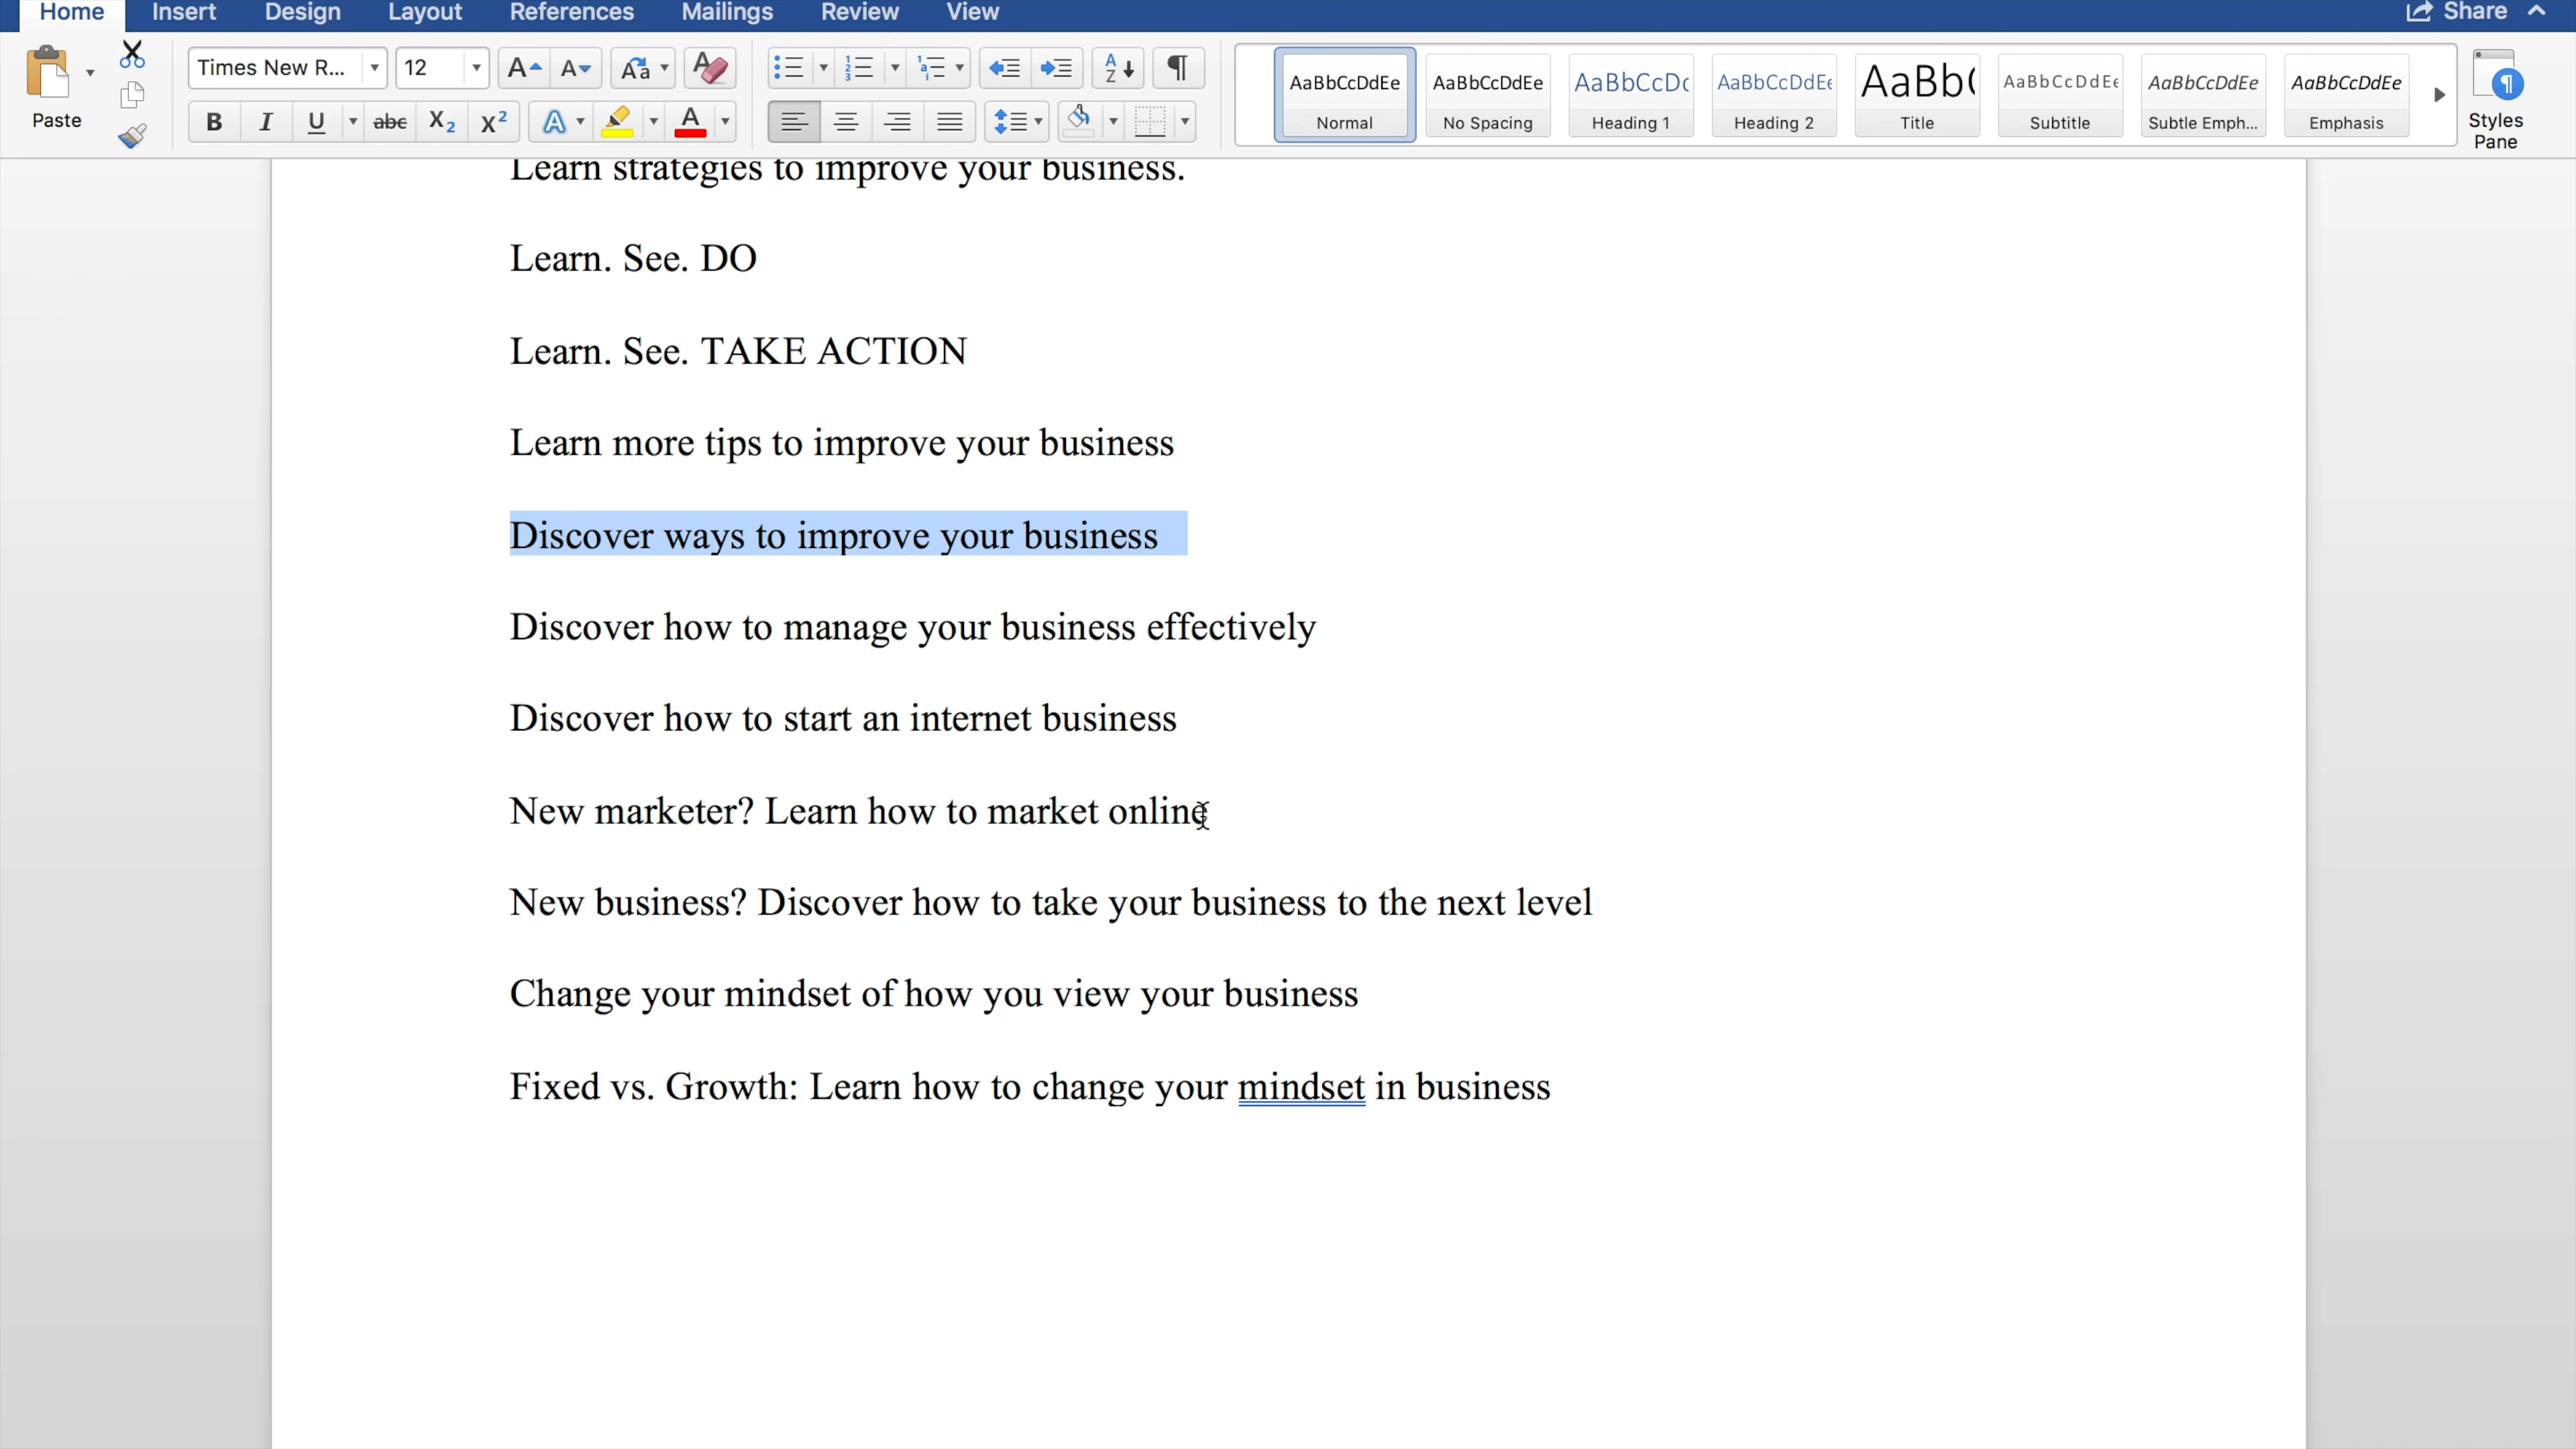 Home Insert Design Layout References Mailings Review View Share
Times New R... 12
Paste
AaBbCcDdEe AaBbCcDdEe AaBbCcDc AaBbCcDdEe AaBb( AaBbCcDdEe AaBbCcDdEe AaBbCcDdEe
Normal No Spacing Heading 1 Heading 2 Title Subtitle Subtle Emph... Emphasis
Styles
Pane
Learn strategies to improve your business.
Learn. See. DO
Learn. See. TAKE ACTION
Learn more tips to improve your business
Discover ways to improve your business
Discover how to manage your business effectively
Discover how to start an internet business
New marketer? Learn how to market online
New business? Discover how to take your business to the next level
Change your mindset of how you view your business
Fixed vs. Growth: Learn how to change your mindset in business